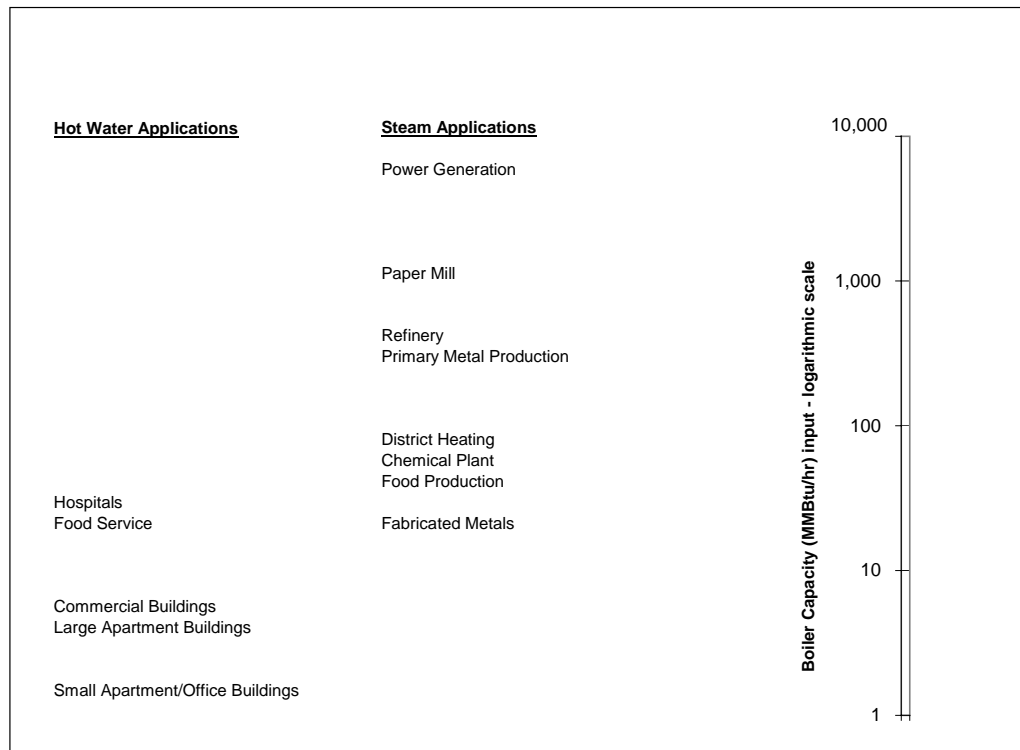 Hot Water Applications
Steam Applications
10,000
Power Generation
Paper Mill
1,000
Refinery
Primary Metal Production
100
District Heating
Chemical Plant
Food Production
Hospitals
Food Service
Fabricated Metals
10
Commercial Buildings
Large Apartment Buildings
Small Apartment/Office Buildings
1
Boiler Capacity (MMBtu/hr) input - logarithmic scale